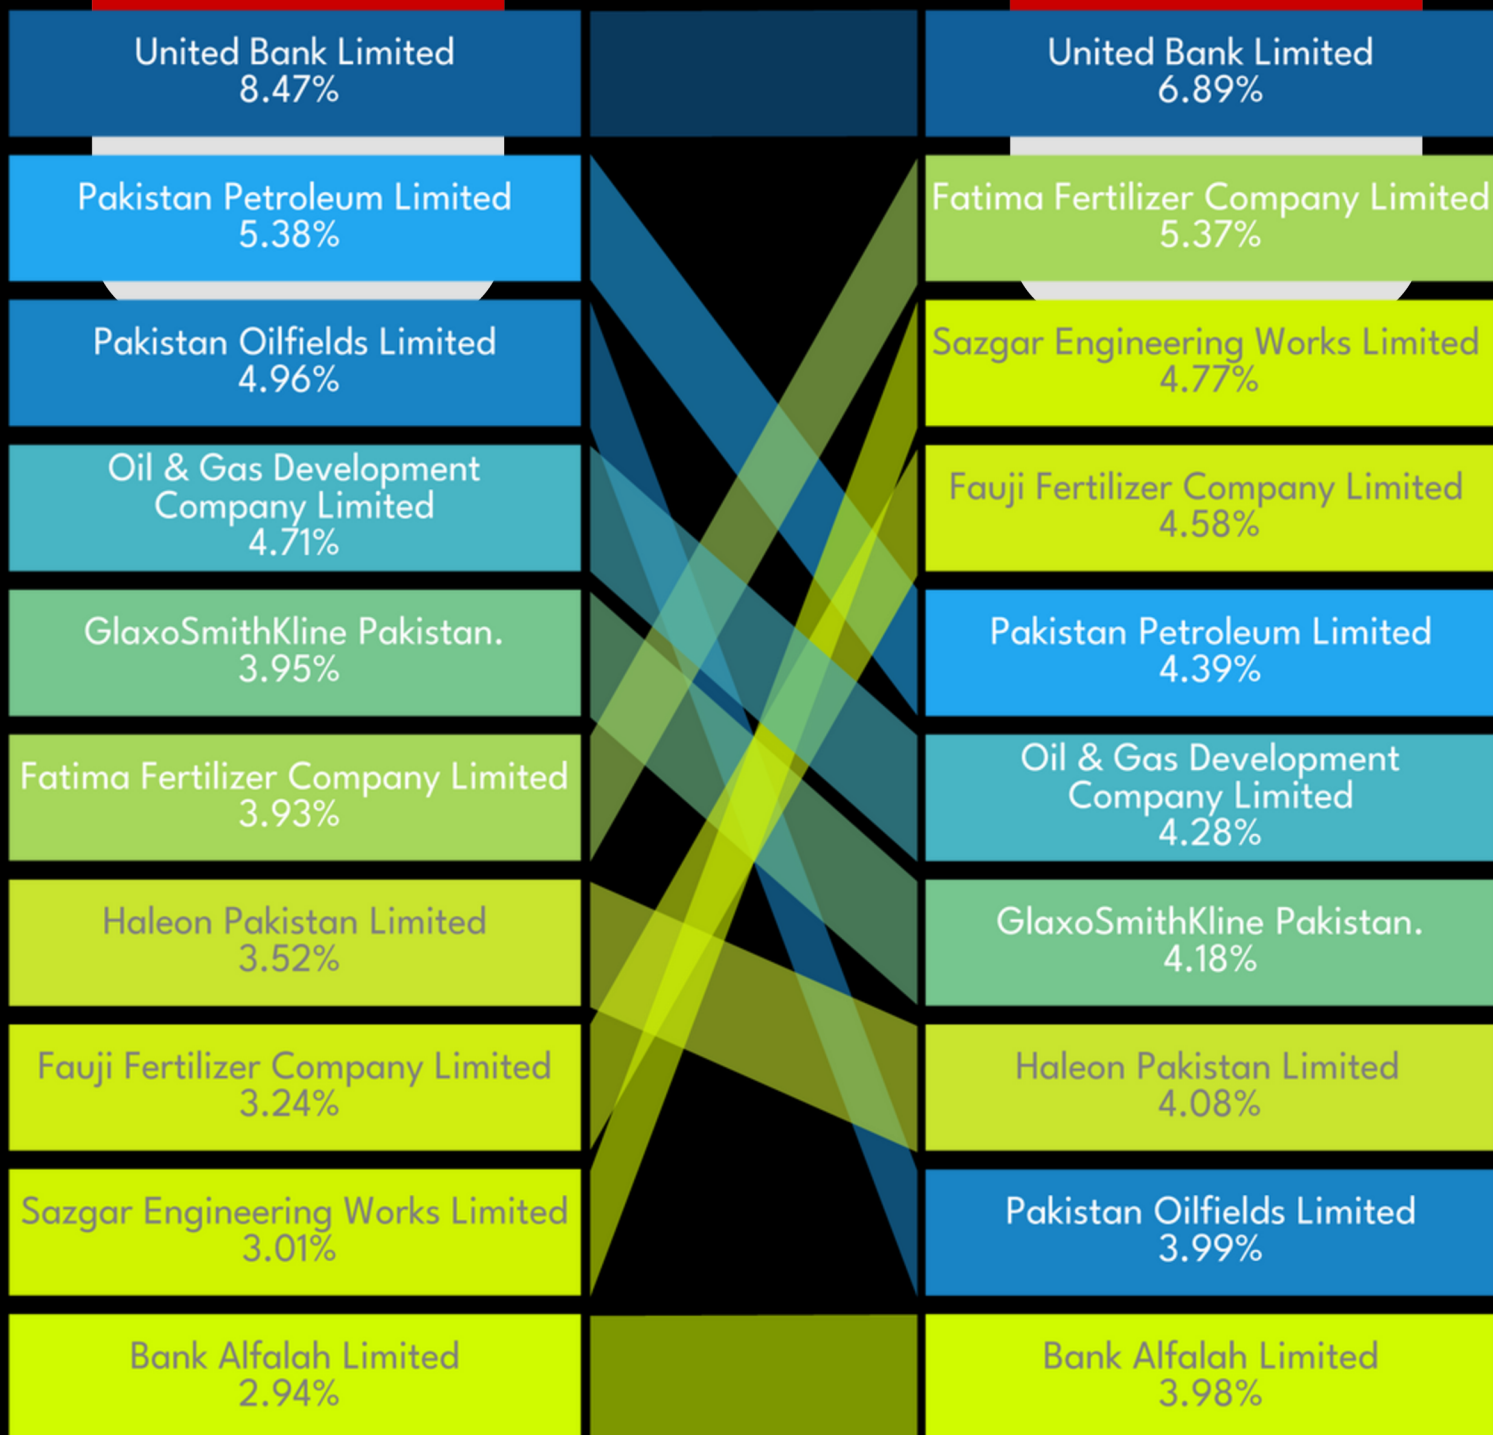 United Bank Limited
8.47%
Pakistan Petroleum Limited
5.38%
Pakistan Oilfields Limited
4.96%
Oil & Gas Development
Company Limited
4.71%
GlaxoSmithKline Pakistan.
3.95%
Fatima Fertilizer Company Limited
3.93%
Haleon Pakistan Limited
3.52%
Fauji Fertilizer Company Limited
3.24%
Sazgar Engineering Works Limited
3.01%
Bank Alfalah Limited
2.94%
United Bank Limited
6.89%
Fatima Fertilizer Company Limited
5.37%
Sazgar Engineering Works Limited
4.77%
Fauji Fertilizer Company Limited
4.58%
Pakistan Petroleum Limited
4.39%
Oil & Gas Development
Company Limited
4.28%
GlaxoSmithKline Pakistan.
4.18%
Haleon Pakistan Limited
4.08%
Pakistan Oilfields Limited
3.99%
Bank Alfalah Limited
3.98%